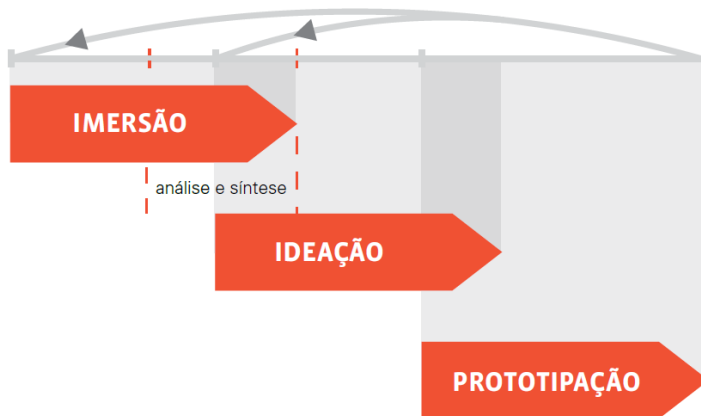 IMERSÃO
análise e síntese
IDEAÇÃO
PROTOTIPAÇÃO